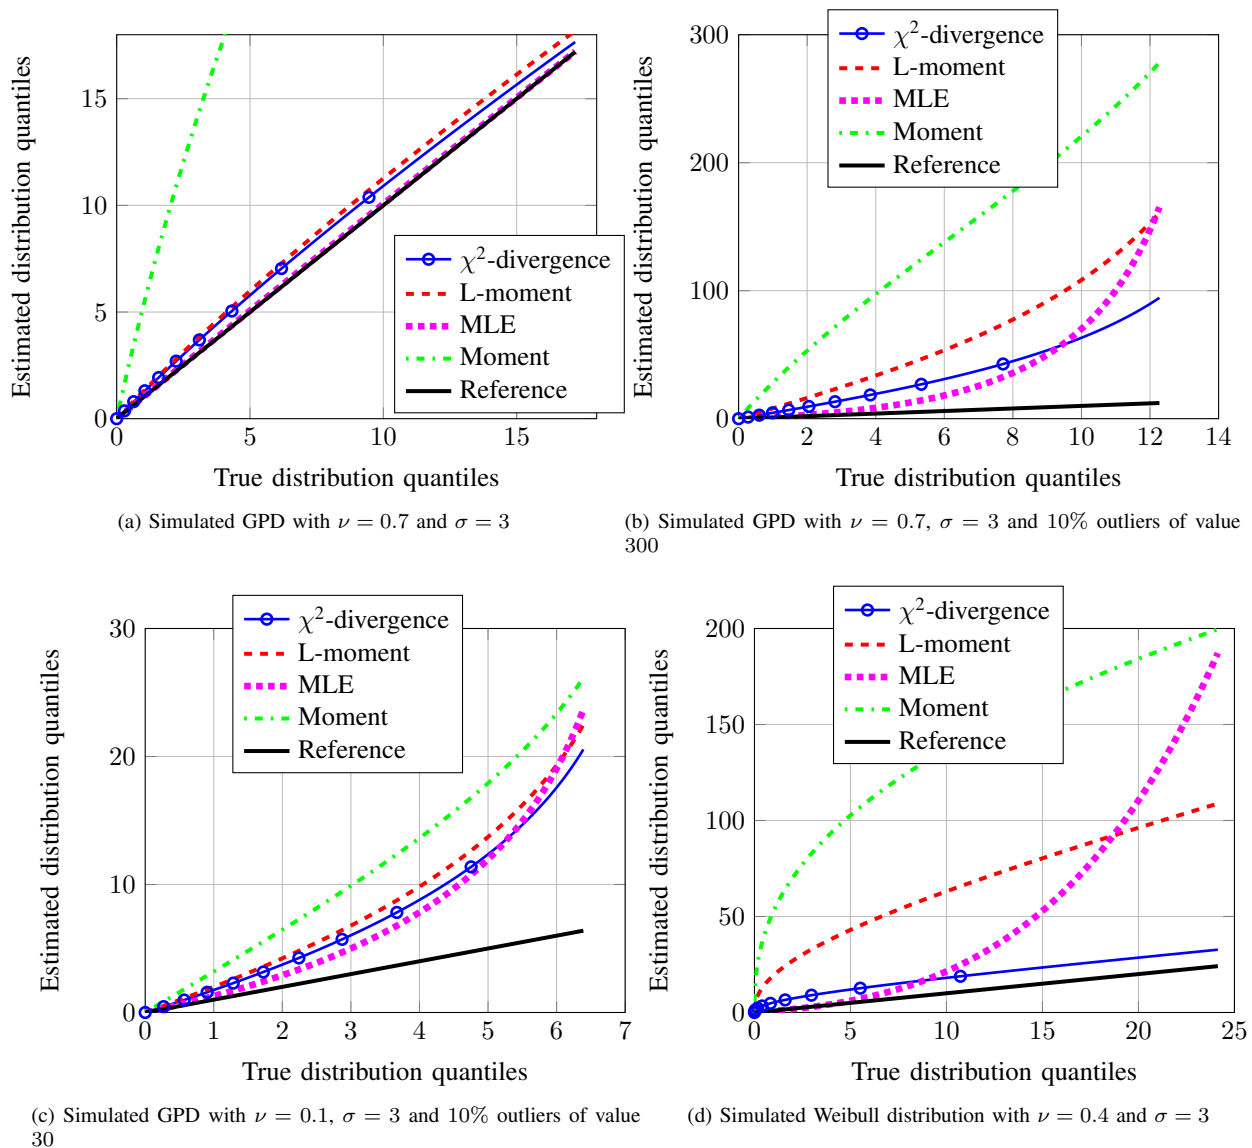 Estimated distribution quantiles
15
10
5
0
0
5
10
15
True distribution quantiles
χ²-divergence
L-moment
MLE
Moment
Reference
(a) Simulated GPD with ν = 0.7 and σ = 3
Estimated distribution quantiles
300
200
100
0
0
2
4
6
8
10
12
14
True distribution quantiles
χ²-divergence
L-moment
MLE
Moment
Reference
(b) Simulated GPD with ν = 0.7, σ = 3 and 10% outliers of value
300
Estimated distribution quantiles
30
20
10
0
0
1
2
3
4
5
6
7
True distribution quantiles
χ²-divergence
L-moment
MLE
Moment
Reference
(c) Simulated GPD with ν = 0.1, σ = 3 and 10% outliers of value
30
Estimated distribution quantiles
200
150
100
50
0
0
5
10
15
20
25
True distribution quantiles
χ²-divergence
L-moment
MLE
Moment
Reference
(d) Simulated Weibull distribution with ν = 0.4 and σ = 3